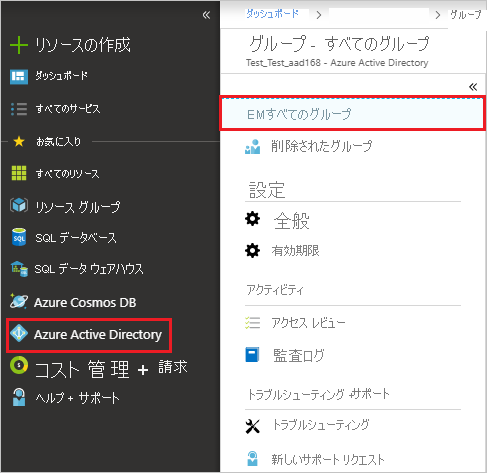 «
リソースの作成
ダッシュボード
すべてのサービス
お気に入り
すべてのリソース
リソース グループ
SQL データベース
SQL データ ウェアハウス
Azure Cosmos DB
Azure Active Directory
コスト 管理 + 請求
ヘルプ + サポート
ダッシュボード > > グループ
グループ - すべてのグループ
Test_Test_aad168 - Azure Active Directory
«
EMすべてのグループ
削除されたグループ
設定
全般
有効期限
アクティビティ
アクセス レビュー
監査ログ
トラブルシューティング +サポート
トラブルシューティング
新しいサポート リクエスト